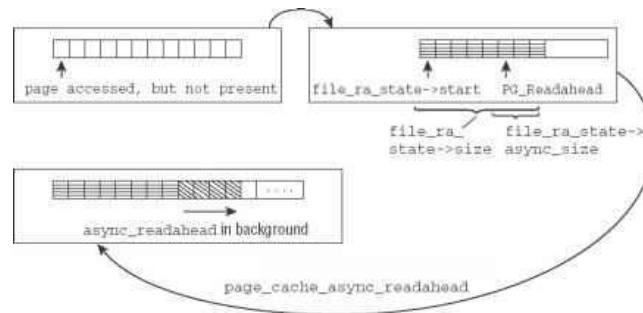 page accessed, but not present
file_ra_state->start PG_Readahead
file_ra_ file_ra_state->
state->size async_size
....
async_readahead in background
page_cache_async_readahead